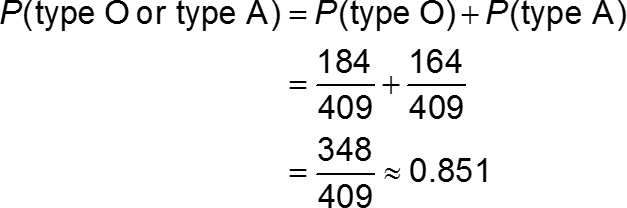 P(type O or type A) = P(type O) + P(type A)
= 184/409 + 164/409
= 348/409 ≈ 0.851